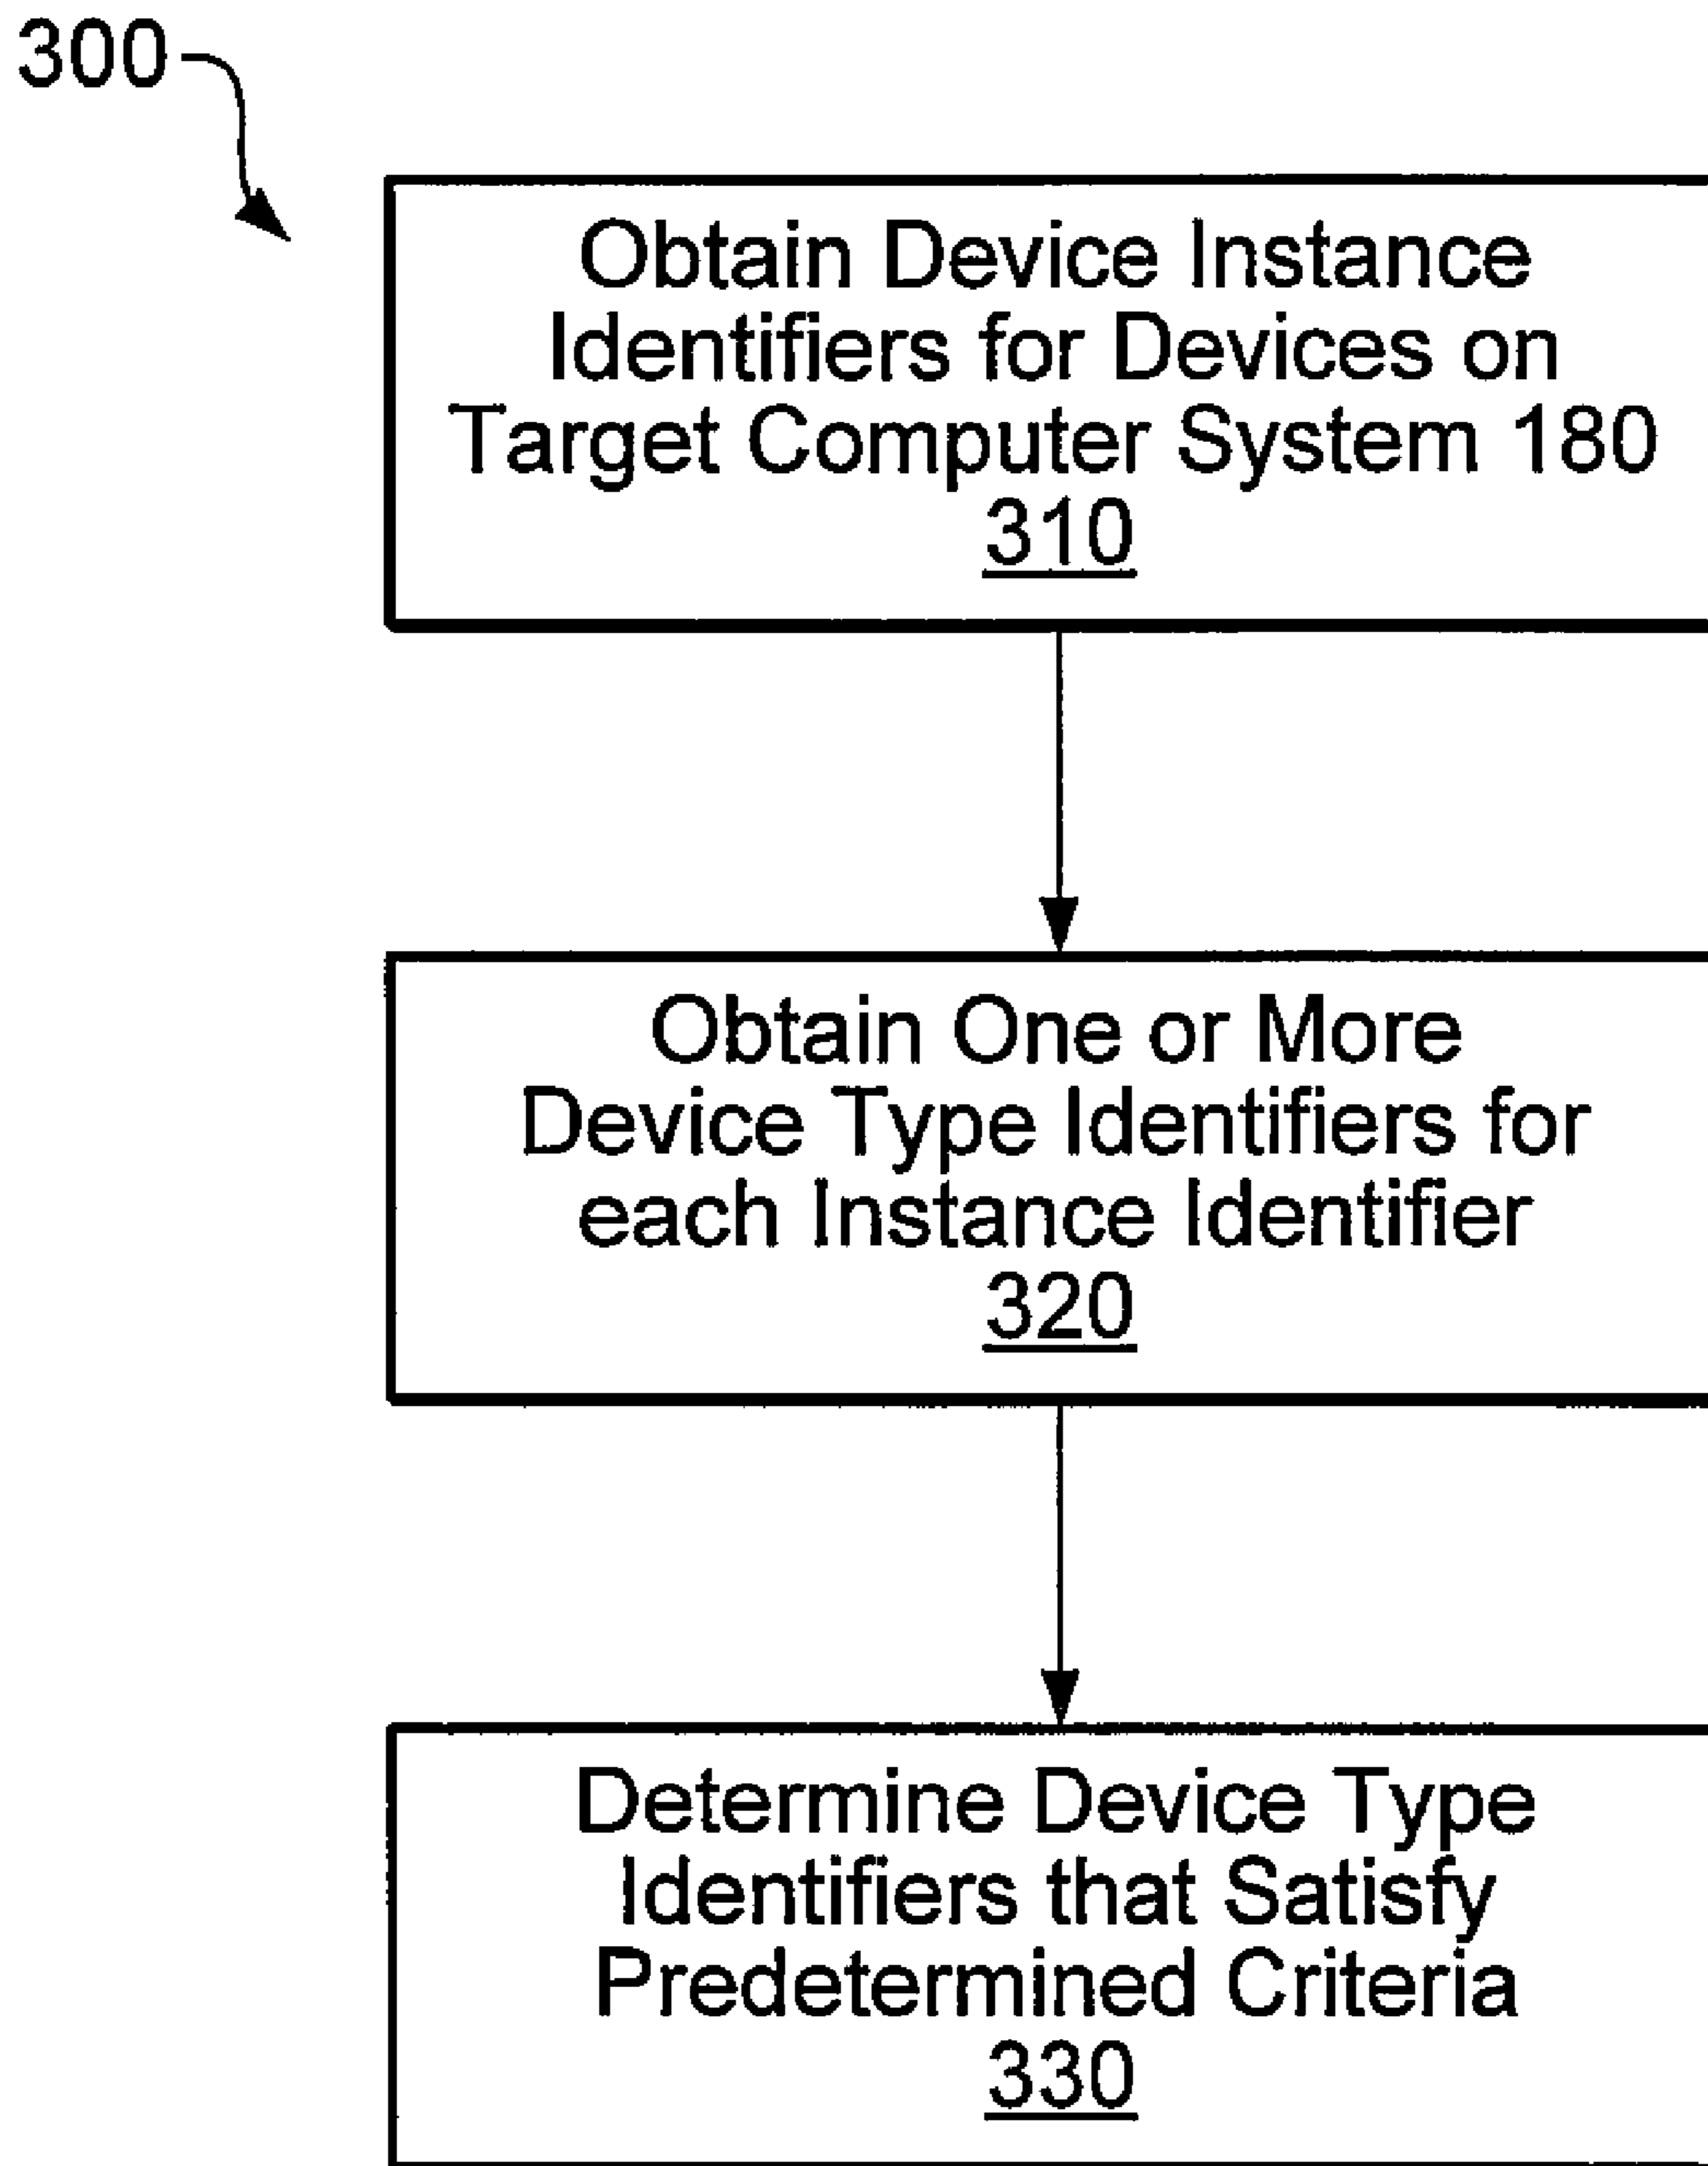 300
Obtain Device Instance
Identifiers for Devices on
Target Computer System 180
310
Obtain One or More
Device Type Identifiers for
each Instance Identifier
320
Determine Device Type
Identifiers that Satisfy
Predetermined Criteria
330